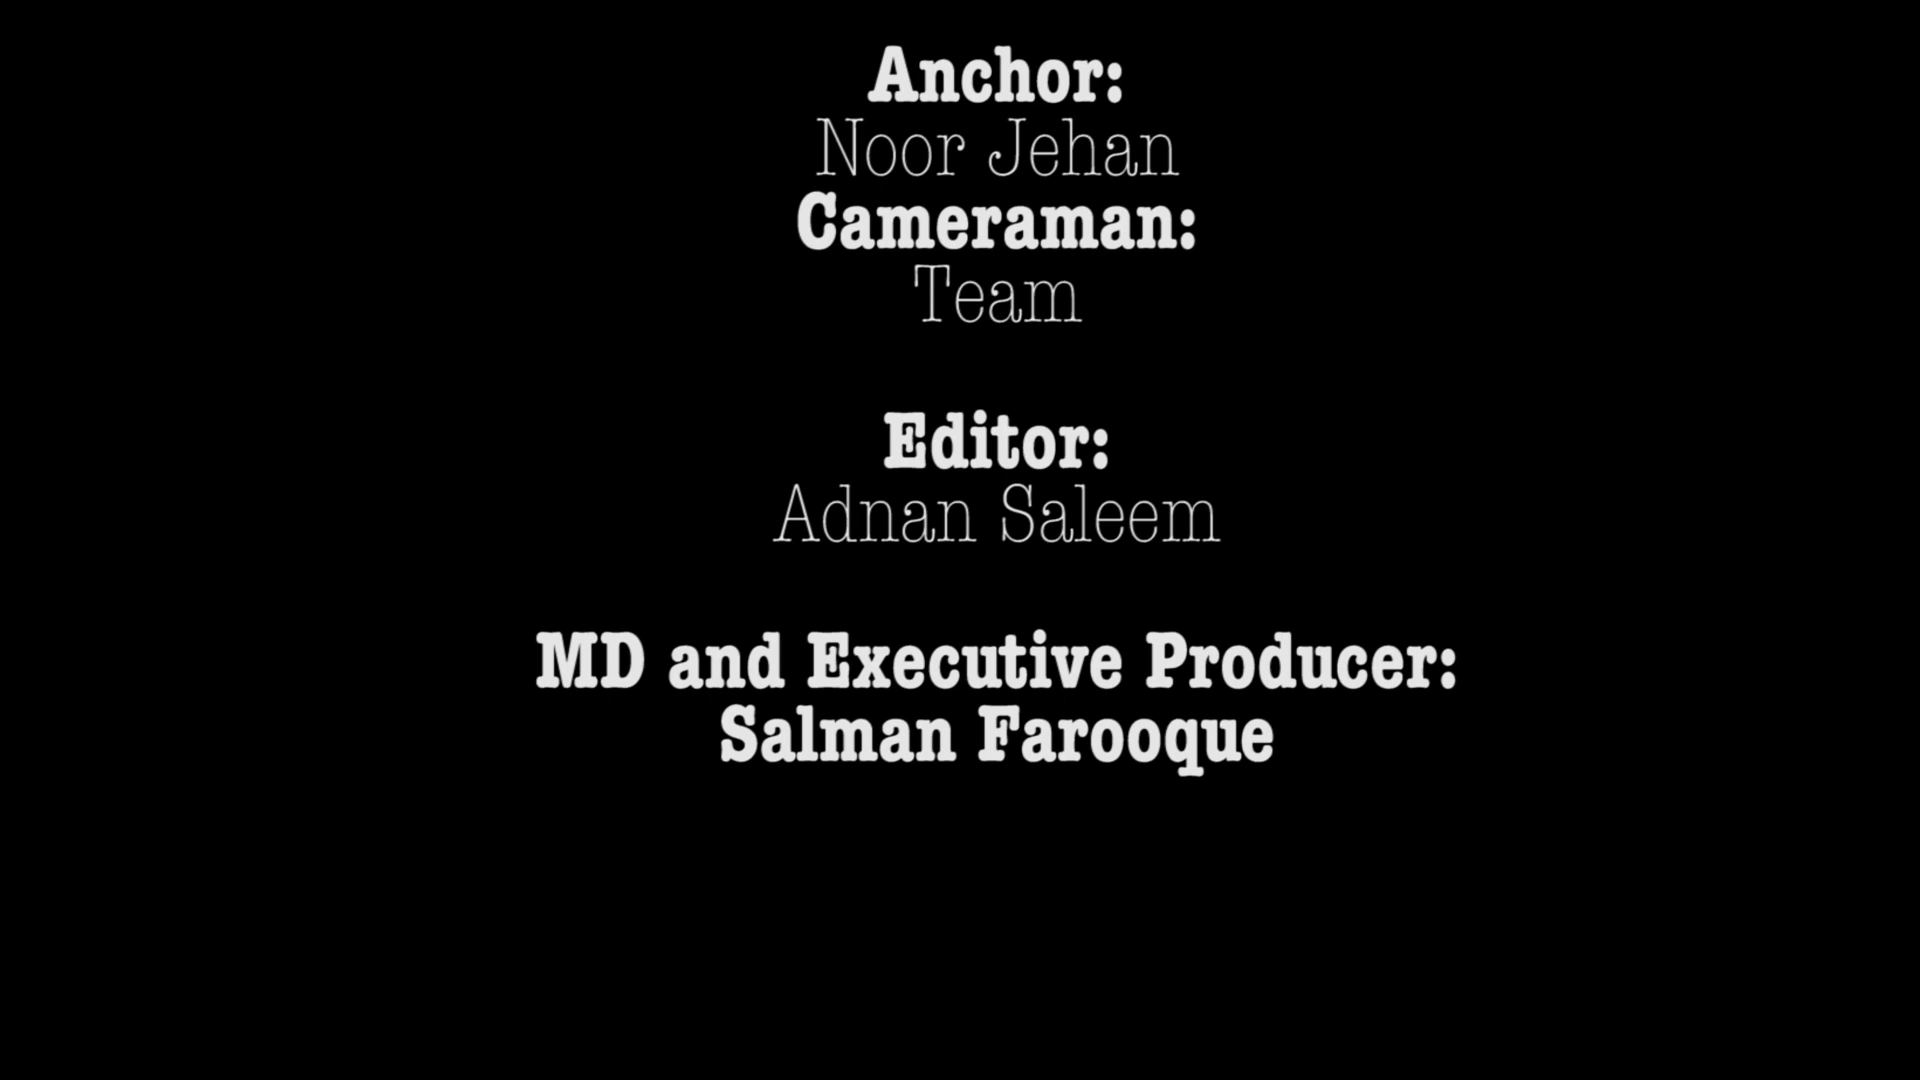 Anchor:
Noor Jehan
Cameraman:
Team
Editor:
Adnan Saleem
MD and Executive Producer:
Salman Farooque